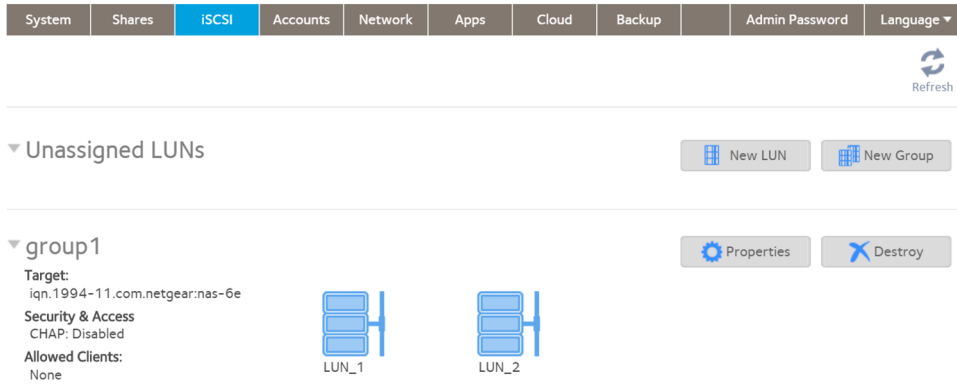 System Shares iSCSI Accounts Network Apps Cloud Backup Admin Password Language
Refresh
Unassigned LUNs New LUN New Group
group1 Properties Destroy
Target:
iqn.1994-11.com.netgear:nas-6e
Security & Access
CHAP: Disabled
Allowed Clients:
None
LUN_1 LUN_2